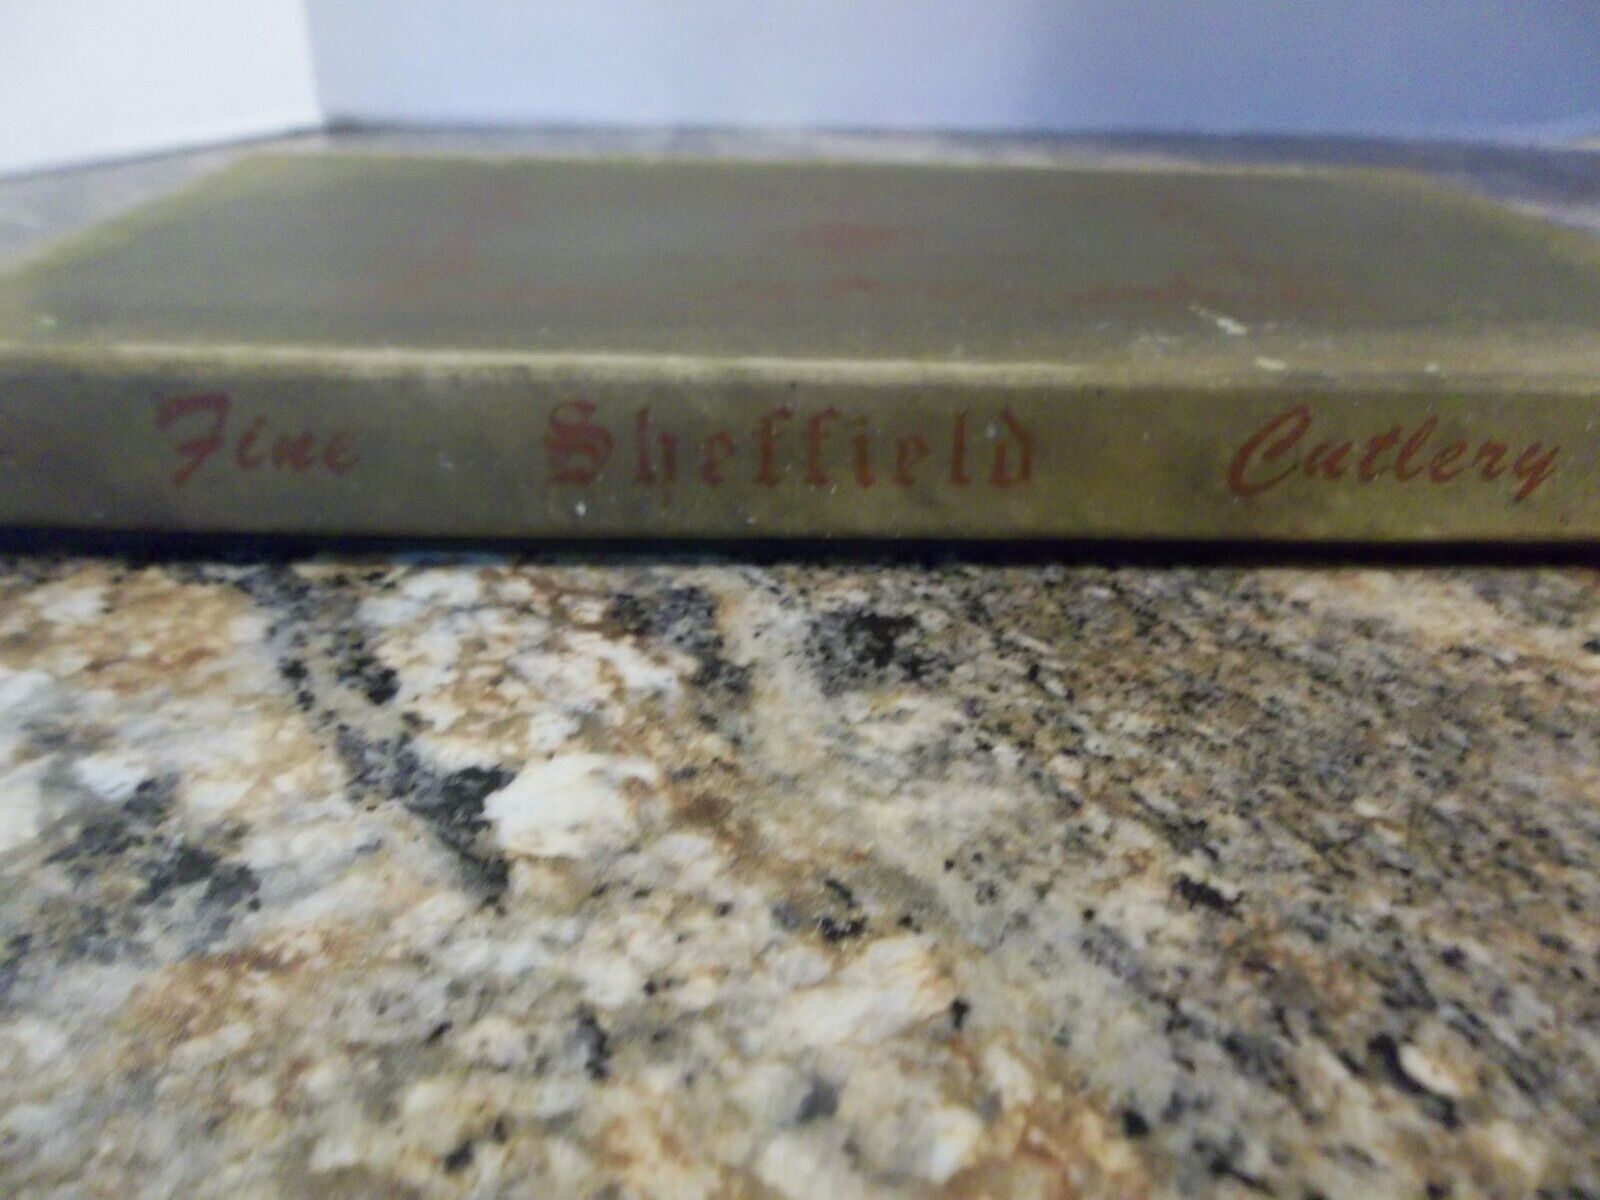 Fine Sheffield Cutlery